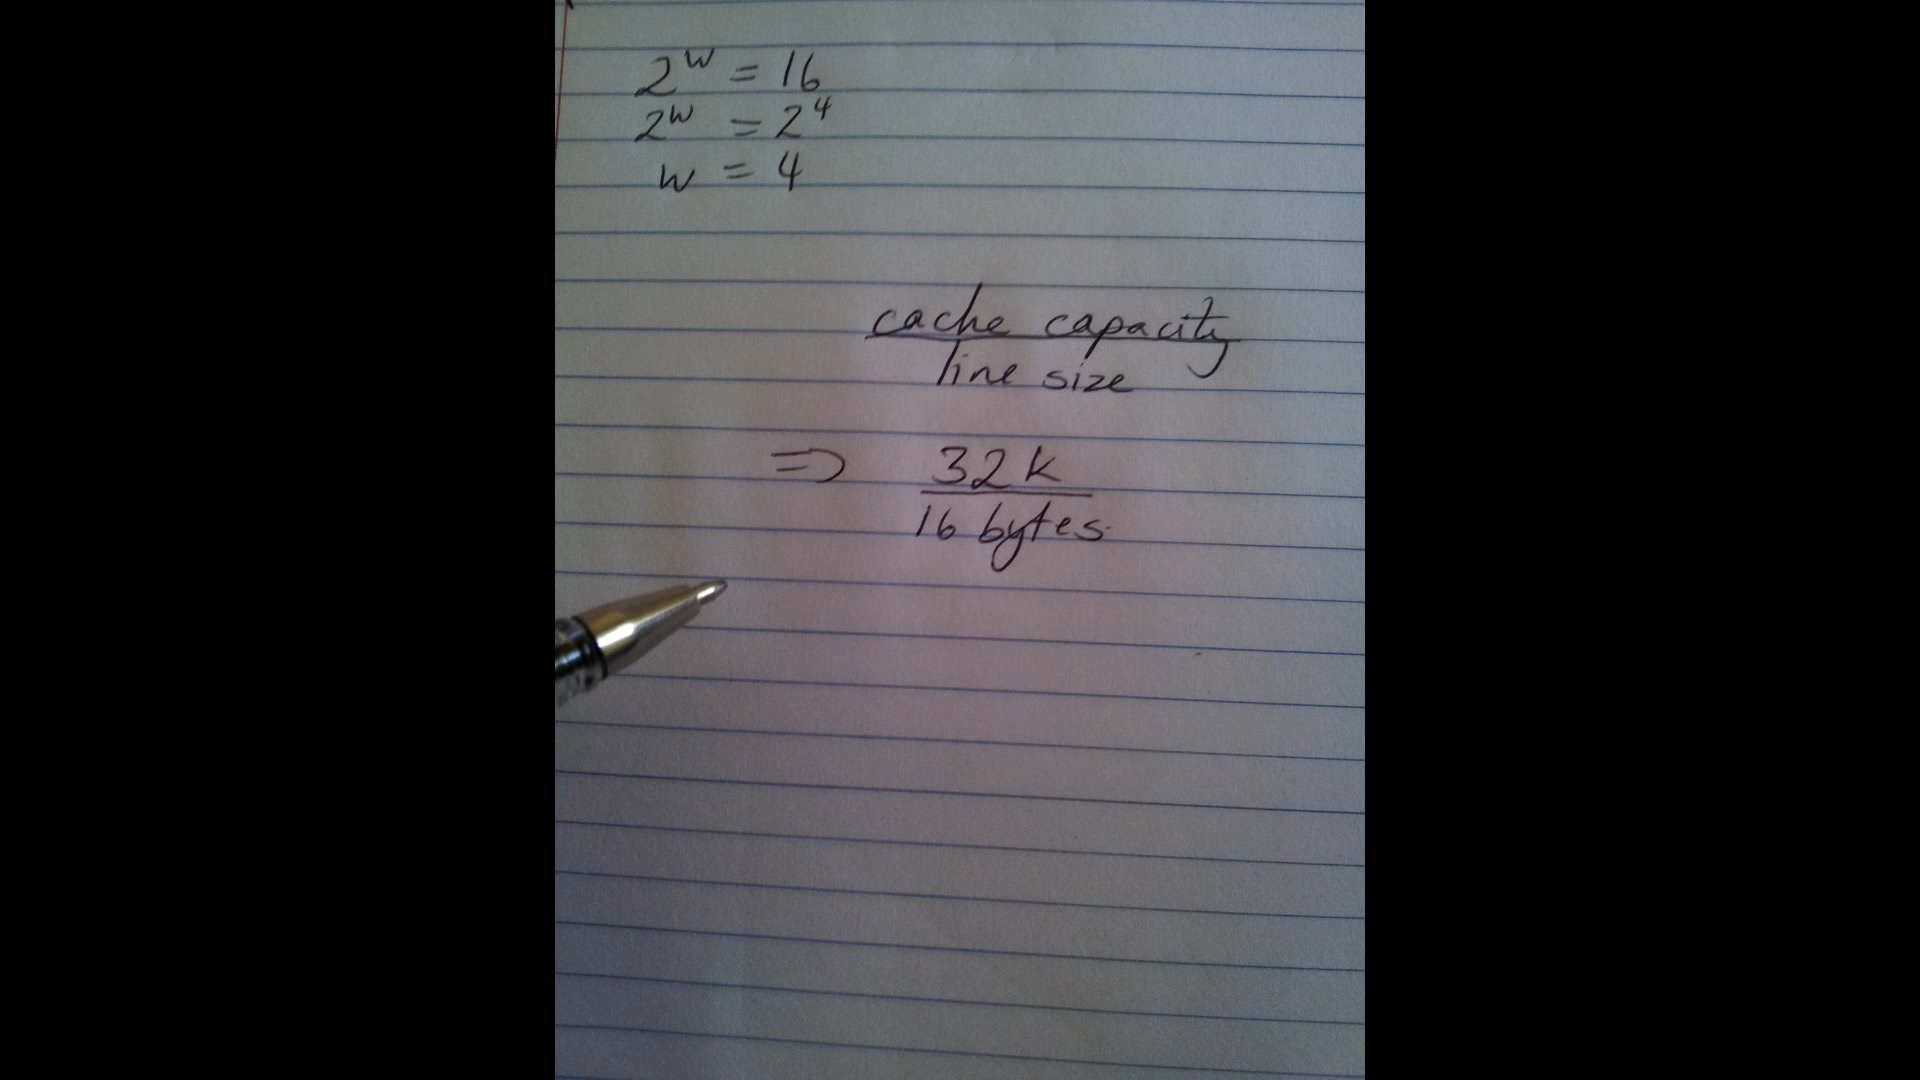 2^w = 16
2^w = 2^4
w = 4
cache capacity
line size
⇒ 32k
16 bytes